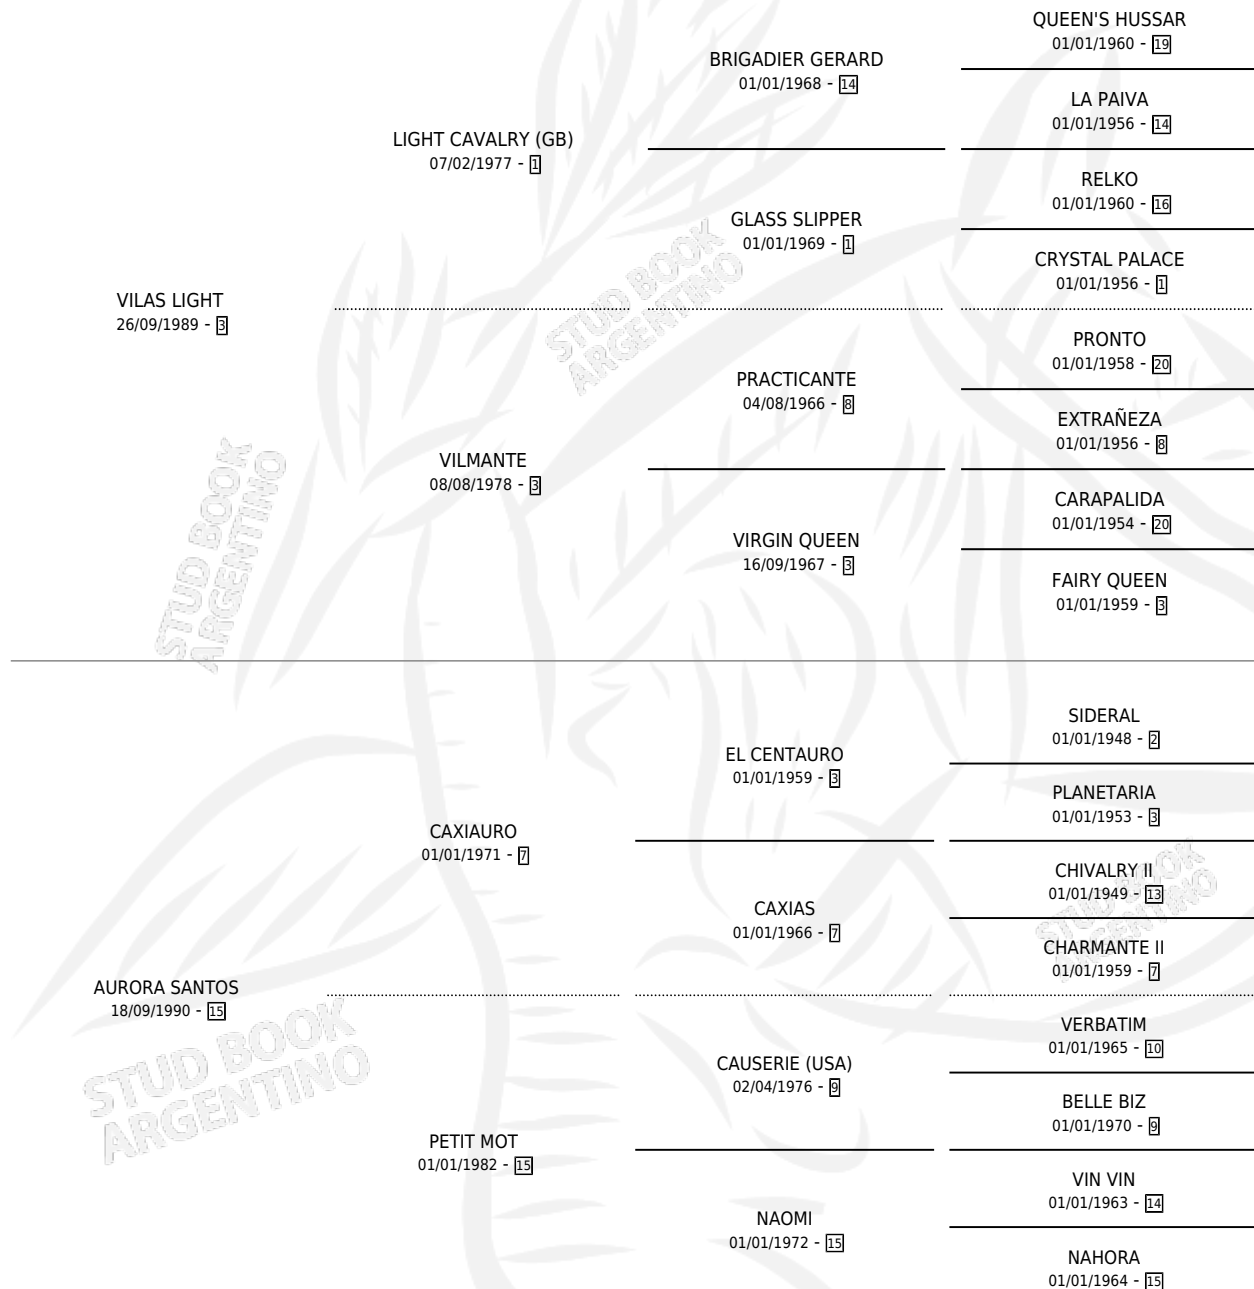 QUEEN'S HUSSAR
01/01/1960 - 19
BRIGADIER GERARD
01/01/1968 - 14
LA PAIVA
01/01/1956 - 14
LIGHT CAVALRY (GB)
07/02/1977 - 1
RELKO
01/01/1960 - 16
GLASS SLIPPER
01/01/1969 - 1
CRYSTAL PALACE
01/01/1956 - 1
VILAS LIGHT
26/09/1989 - 3
PRONTO
01/01/1958 - 20
PRACTICANTE
04/08/1966 - 8
EXTRAÑEZA
01/01/1956 - 8
VILMANTE
08/08/1978 - 3
CARAPALIDA
01/01/1954 - 20
VIRGIN QUEEN
16/09/1967 - 3
FAIRY QUEEN
01/01/1959 - 3
SIDERAL
01/01/1948 - 2
EL CENTAURO
01/01/1959 - 3
PLANETARIA
01/01/1953 - 3
CAXIAURO
01/01/1971 - 7
CHIVALRY II
01/01/1949 - 13
CAXIAS
01/01/1966 - 7
CHARMANTE II
01/01/1959 - 7
AURORA SANTOS
18/09/1990 - 15
VERBATIM
01/01/1965 - 10
CAUSERIE (USA)
02/04/1976 - 9
BELLE BIZ
01/01/1970 - 9
PETIT MOT
01/01/1982 - 15
VIN VIN
01/01/1963 - 14
NAOMI
01/01/1972 - 15
NAHORA
01/01/1964 - 15
STUD BOOK
ARGENTINO
STUD BOOK
ARGENTINO
STUD BOOK
ARGENTINO
STUD BOOK
ARGENTINO